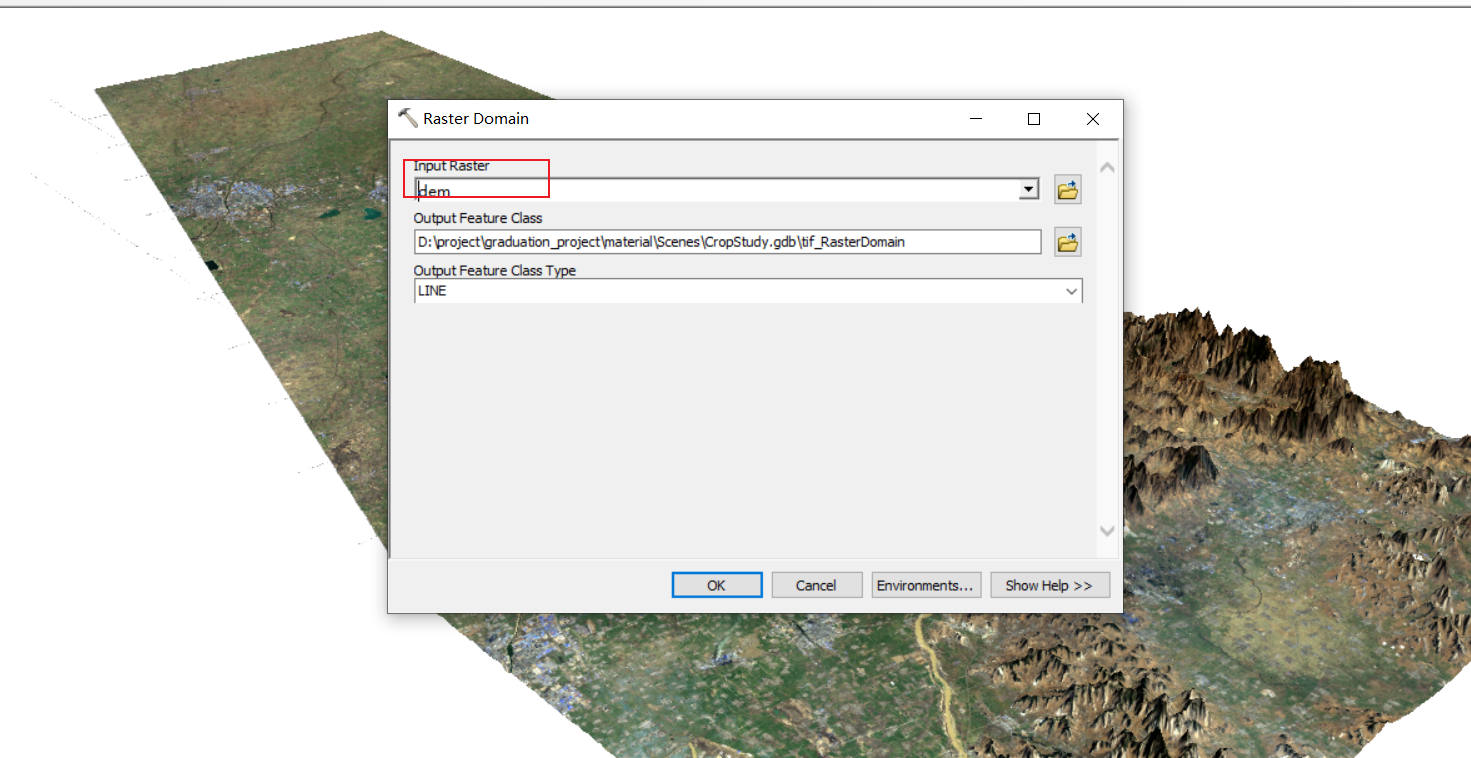 Raster Domain
Input Raster
dem
Output Feature Class
D:\project\graduation_project\material\Scenes\CropStudy.gdb\tif_RasterDomain
Output Feature Class Type
LINE
OK Cancel Environments... Show Help >>